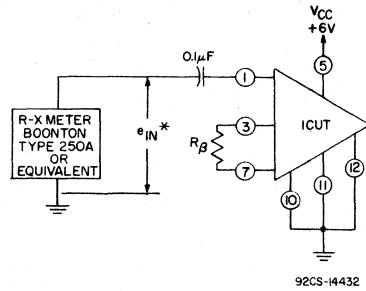 VCC
+6V
0.1µF
1
5
R-X METER
BOONTON
TYPE 250A
OR
EQUIVALENT
eIN*
3
Rβ
7
ICUT
10
11
12
92CS-14432